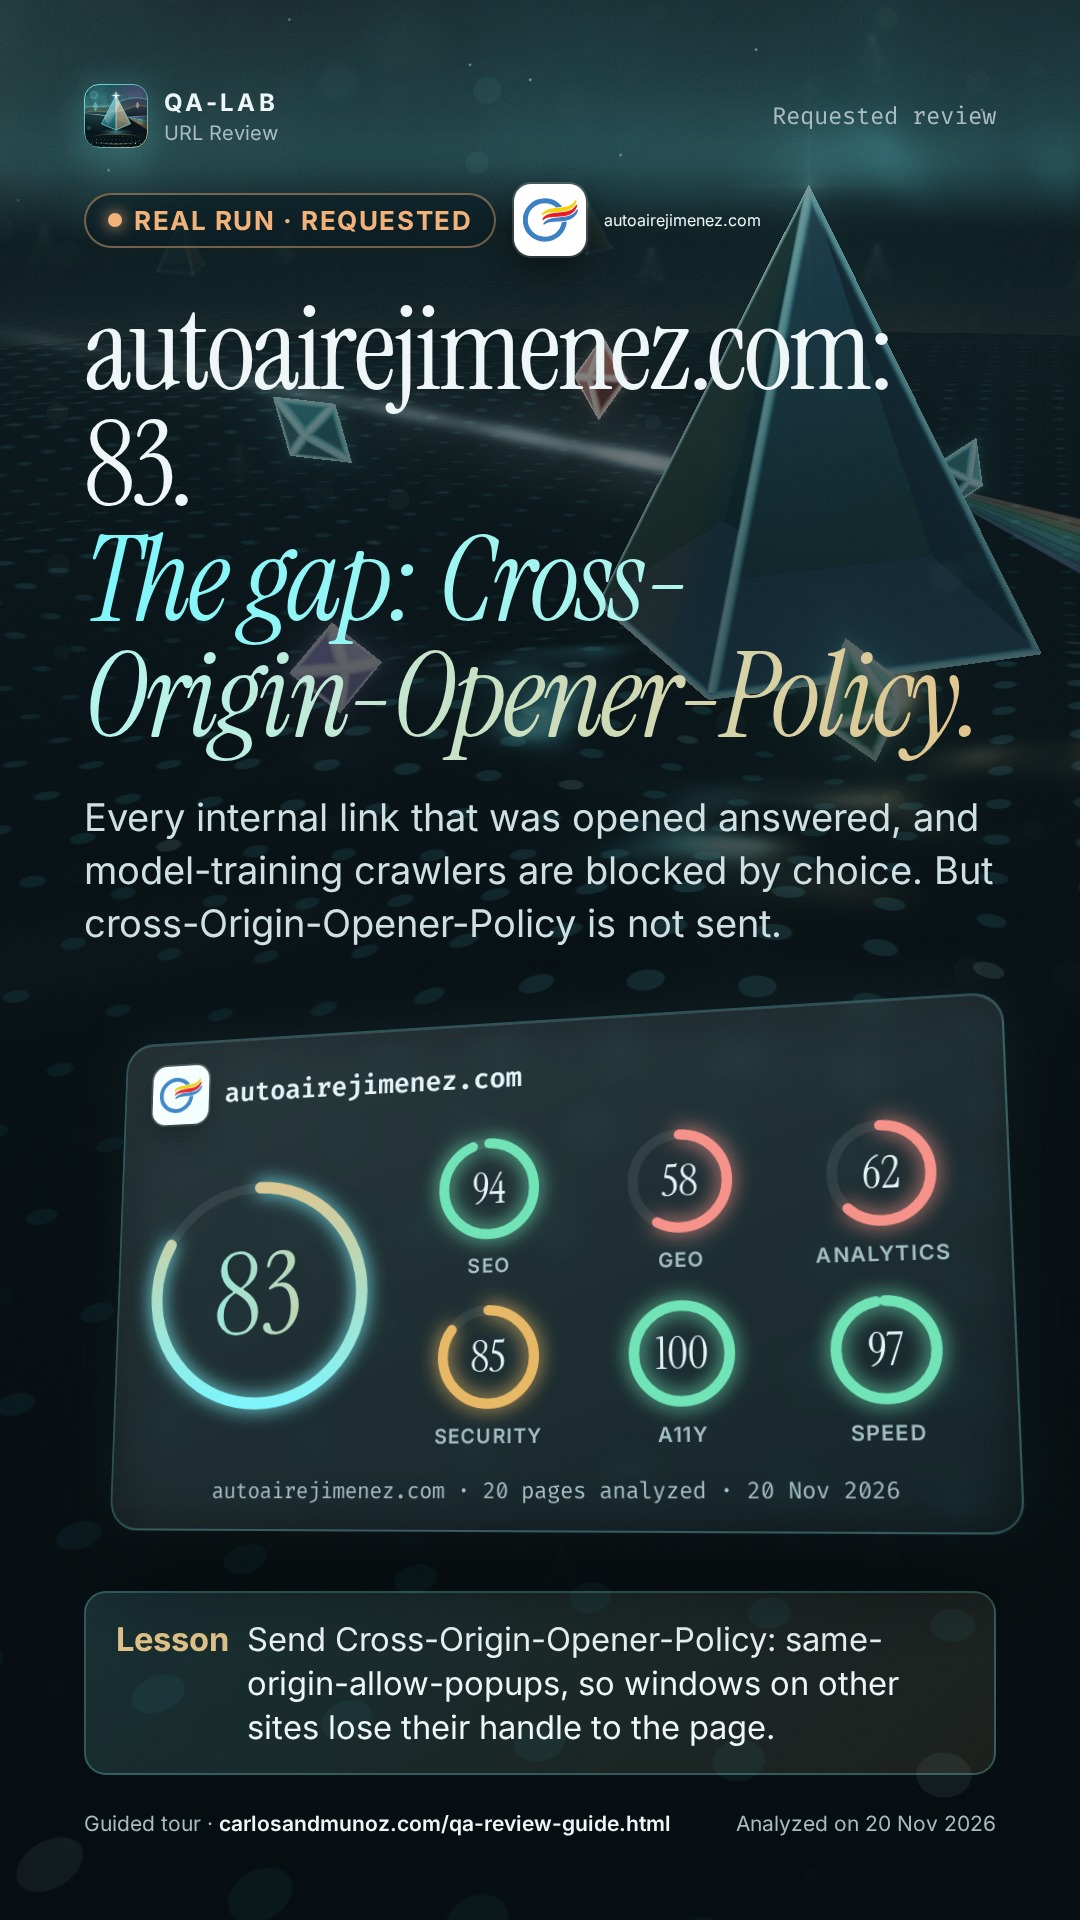 QA-LAB
URL Review
Requested review
REAL RUN · REQUESTED
autoairejimenez.com
autoairejimenez.com:
83.
The gap: Cross-
Origin-Opener-Policy.
Every internal link that was opened answered, and
model-training crawlers are blocked by choice. But
cross-Origin-Opener-Policy is not sent.
autoairejimenez.com
83
94
SEO
58
GEO
62
ANALYTICS
85
SECURITY
100
A11Y
97
SPEED
autoairejimenez.com · 20 pages analyzed · 20 Nov 2026
Lesson Send Cross-Origin-Opener-Policy: same-
origin-allow-popups, so windows on other
sites lose their handle to the page.
Guided tour · carlosandmunoz.com/qa-review-guide.html
Analyzed on 20 Nov 2026